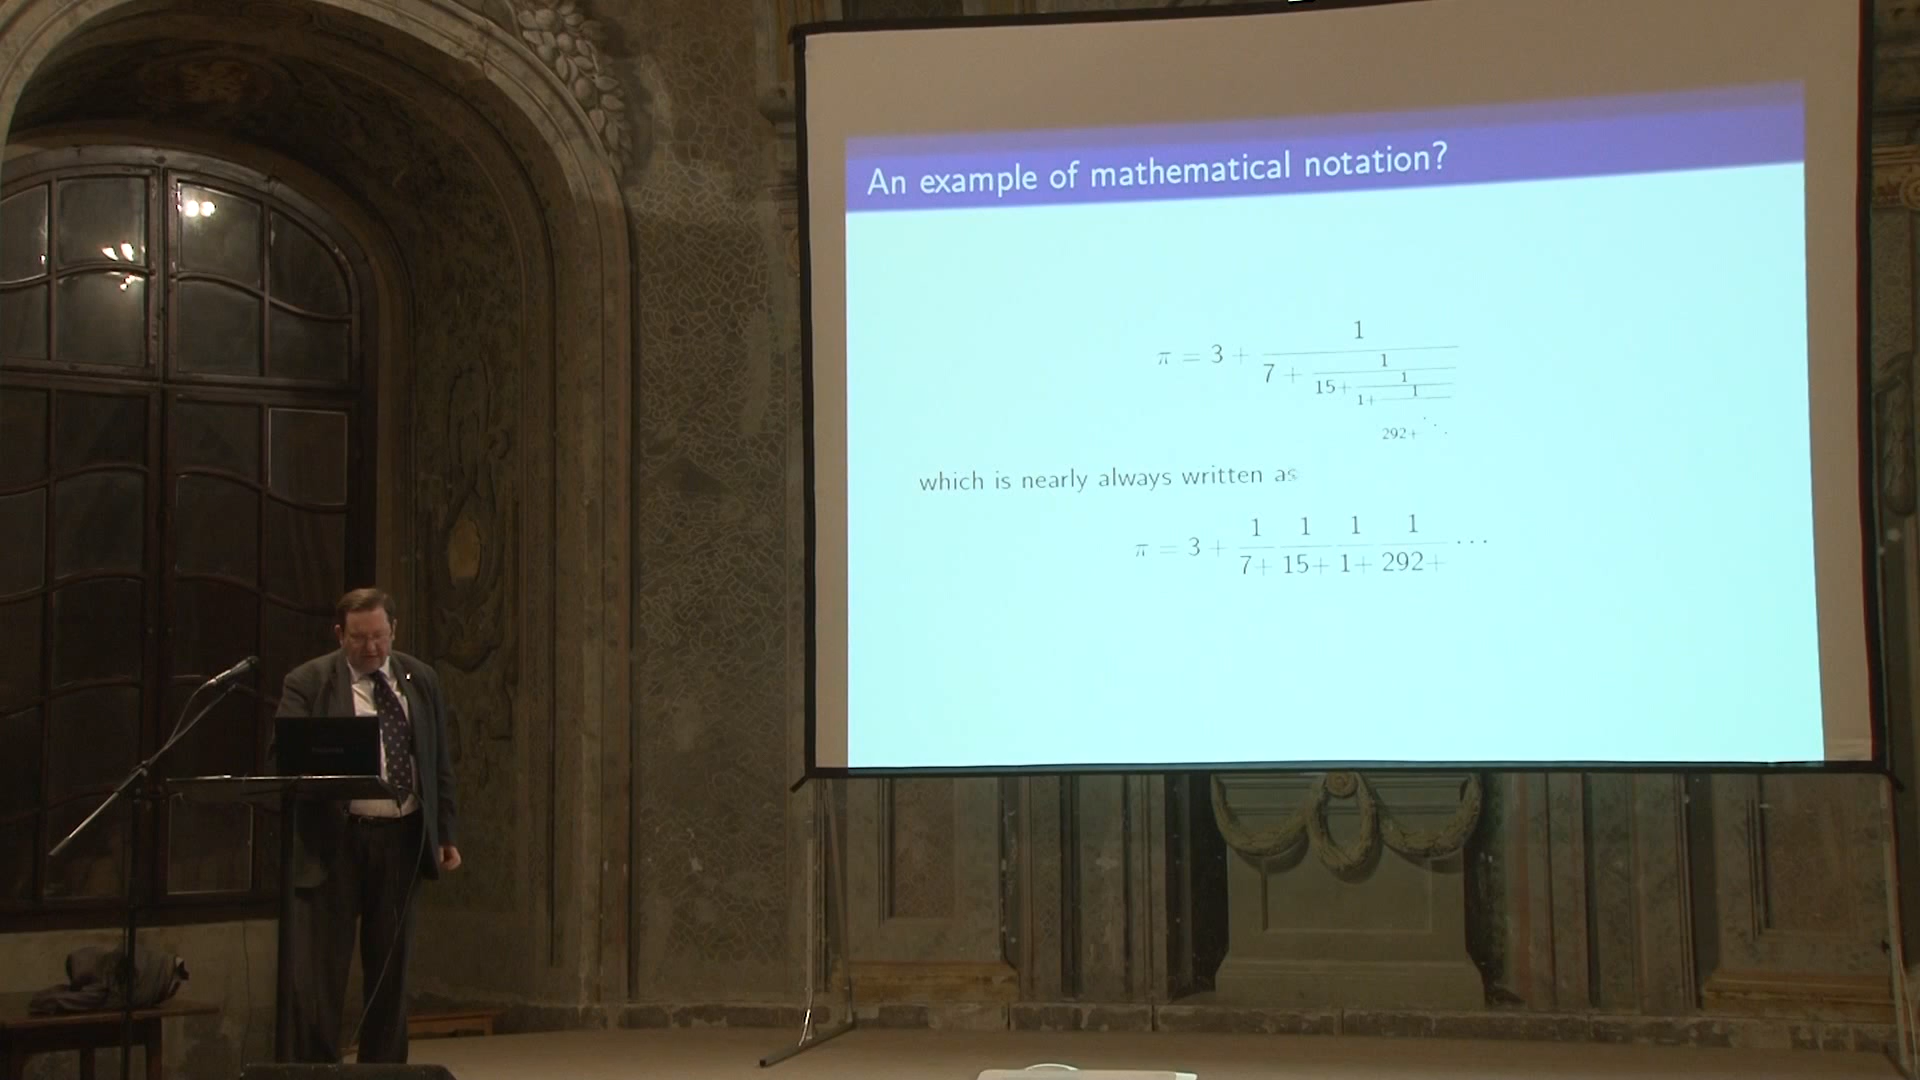 An example of mathematical notation?
π = 3 + 1
7 + 1
15+ 1
1+ 1
292+ ⋱
which is nearly always written as
π = 3 + 1 1 1 1 ⋯
7+ 15+ 1+ 292+